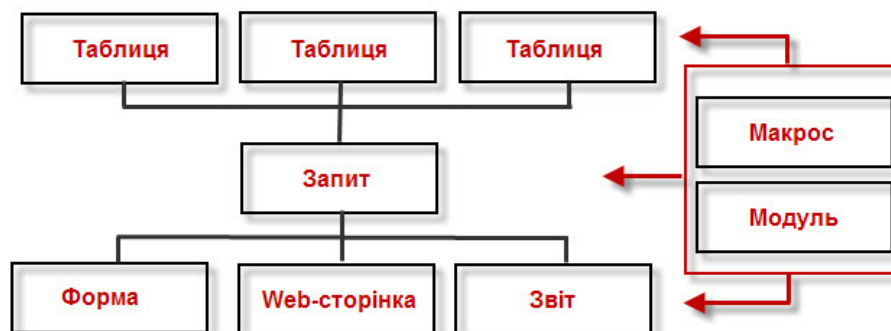 Таблиця
Таблиця
Таблиця
Макрос
Запит
Модуль
Форма
Web-сторінка
Звіт